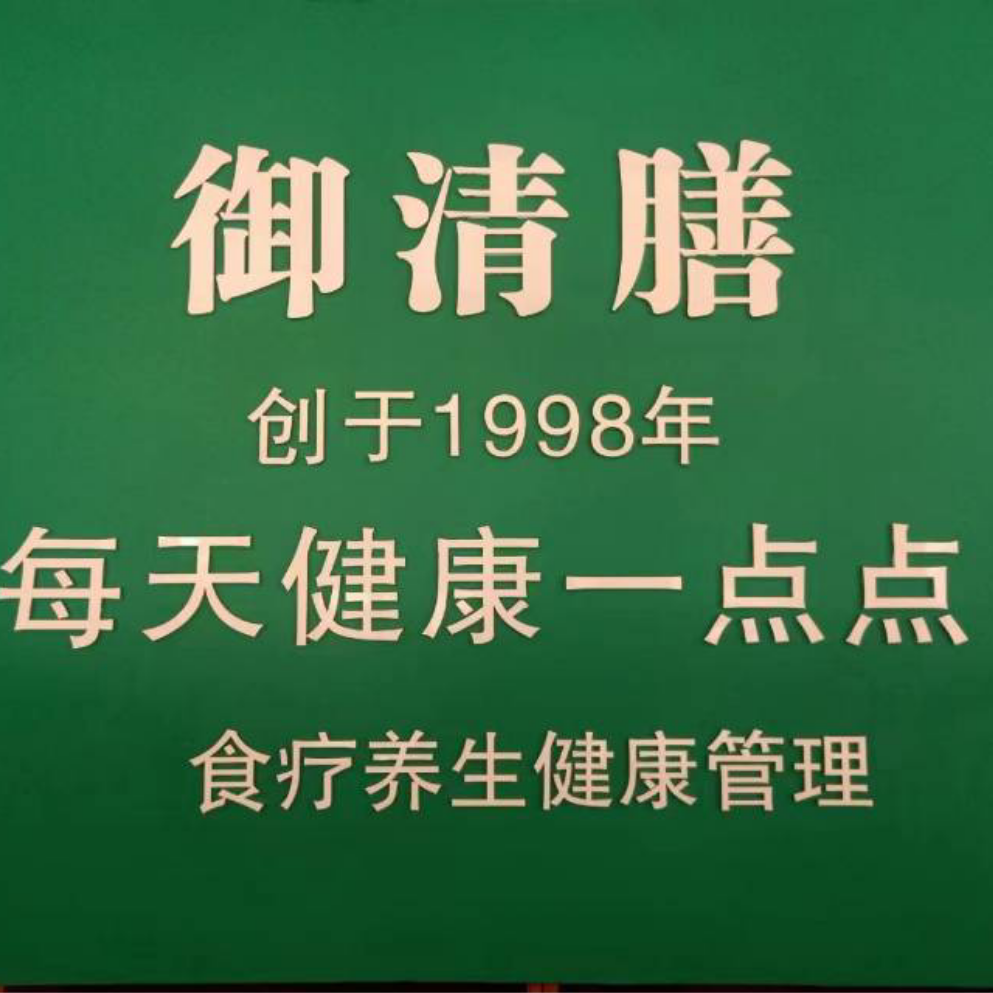 御清膳
创于1998年
每天健康一点点
食疗养生健康管理